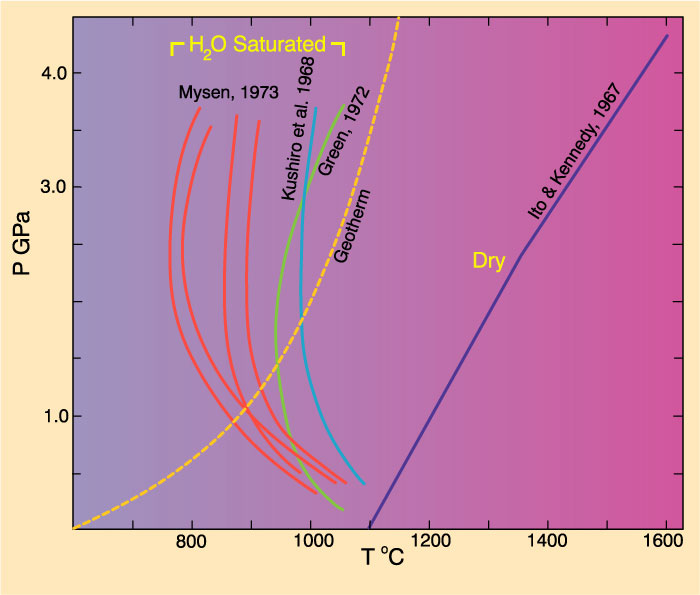 H2O Saturated
Mysen, 1973
Kushiro et al. 1968
Green, 1972
Geotherm
Ito & Kennedy, 1967
Dry
4.0
3.0
1.0
P GPa
800 1000 1200 1400 1600
T °C